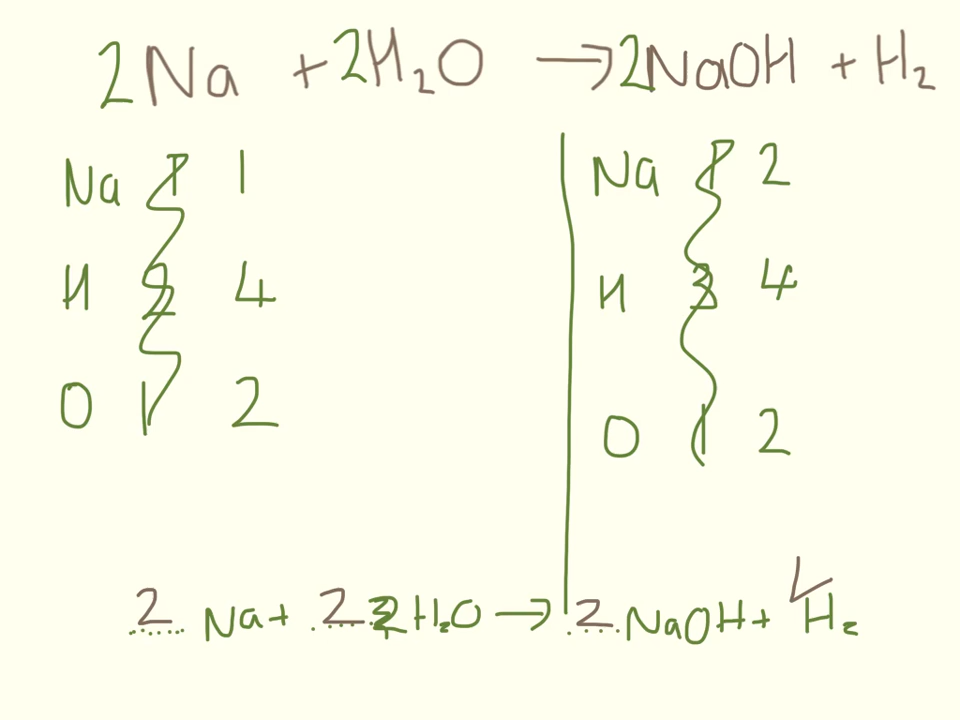 2Na + 2H₂O → 2NaOH + H₂
Na 1 1 Na 1 2
H 2 4 H 3 4
O 1 2 O 1 2
2 Na + 2 2 H₂O → 2 NaOH + H₂